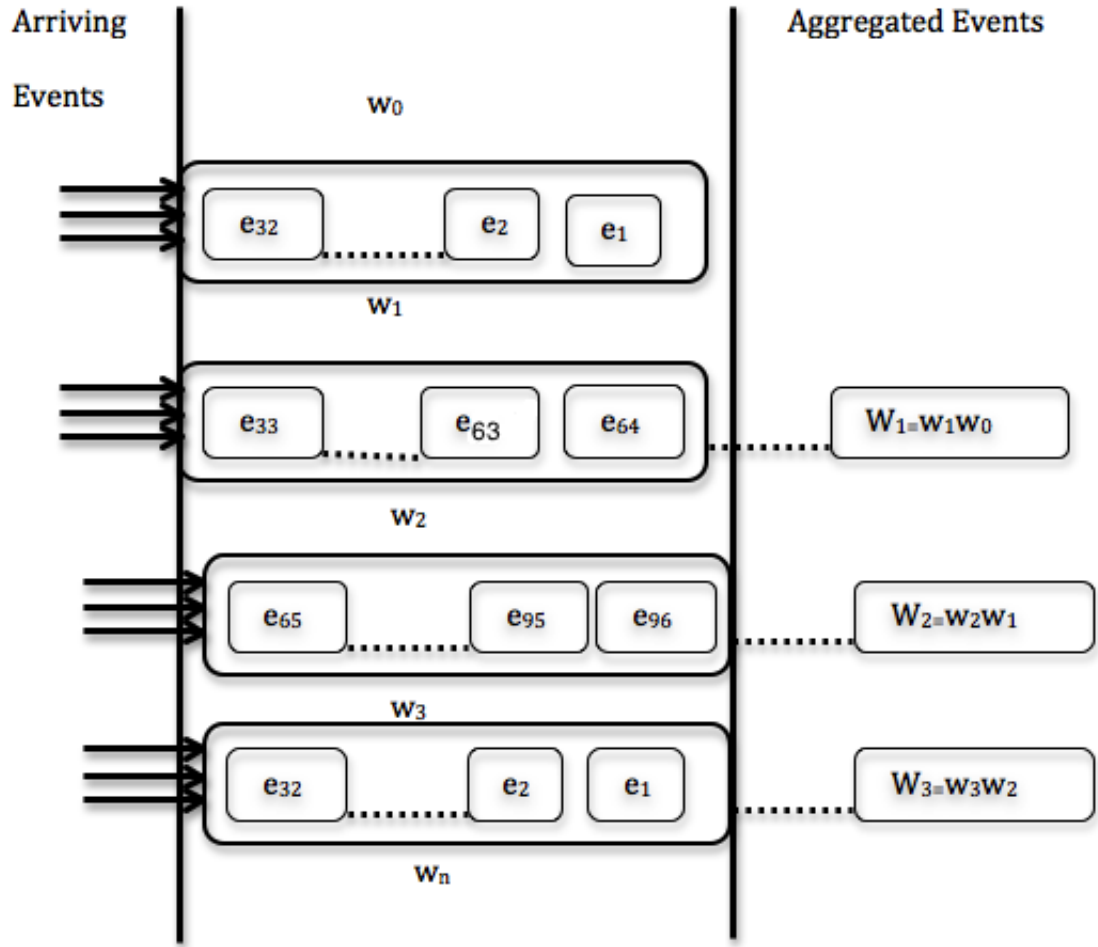 Arriving
Aggregated Events
Events
w₀
e₃₂
e₂
e₁
w₁
e₃₃
e₆₃
e₆₄
W₁₌w₁w₀
w₂
e₆₅
e₉₅
e₉₆
W₂₌w₂w₁
w₃
e₃₂
e₂
e₁
W₃₌w₃w₂
wₙ